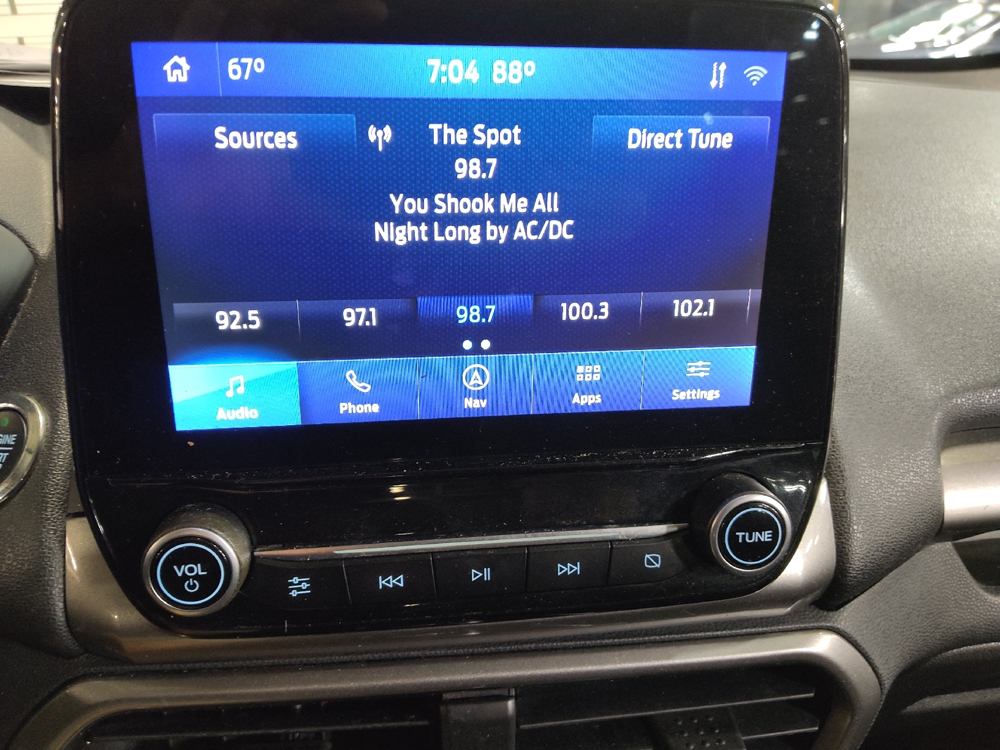 67°
7:04 88°
Sources
The Spot
Direct Tune
98.7
You Shook Me All
Night Long by AC/DC
92.5
97.1
98.7
100.3
102.1
Audio
Phone
Nav
Apps
Settings
VOL
TUNE